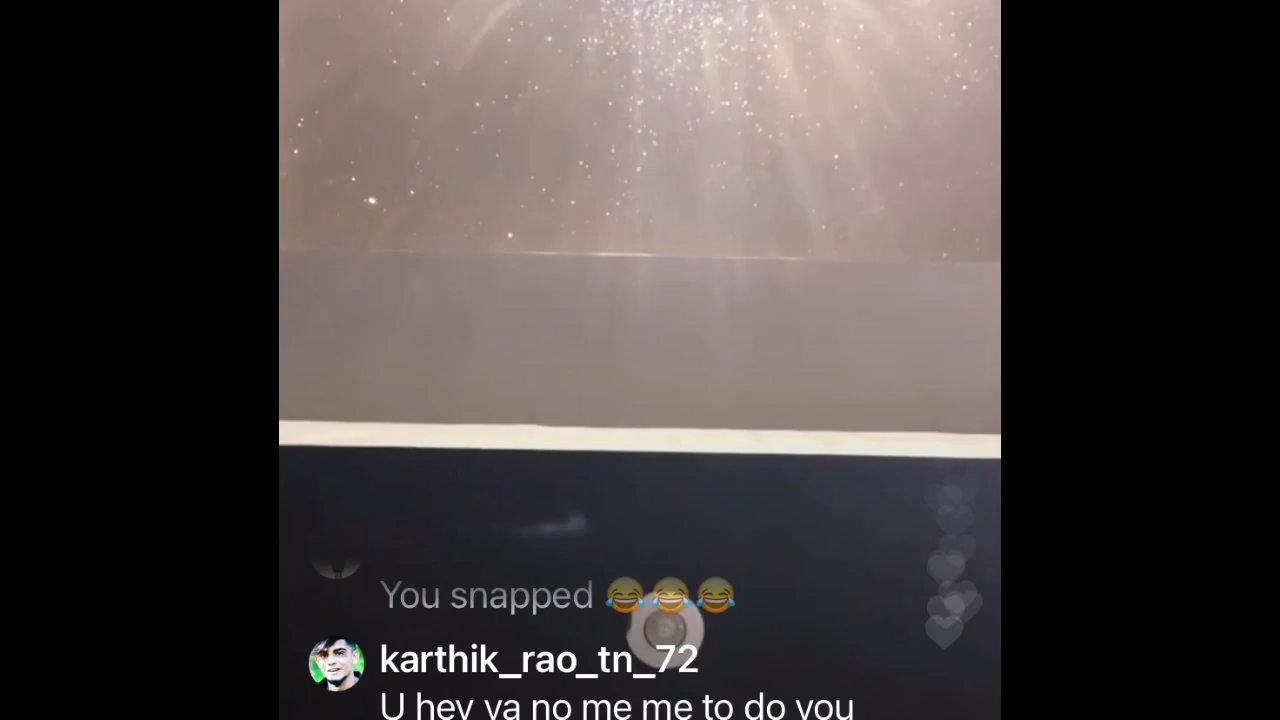 You snapped 😂😂😂
karthik_rao_tn_72
U hey ya no me me to do you